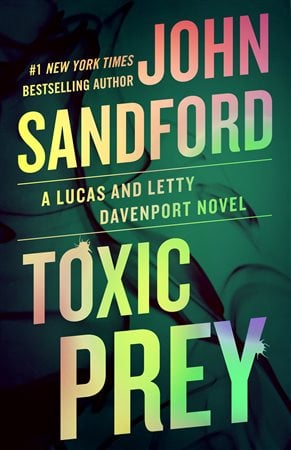 #1 NEW YORK TIMES
BESTSELLING AUTHOR
JOHN
SANDFORD
A LUCAS AND LETTY
DAVENPORT NOVEL
TOXIC
PREY